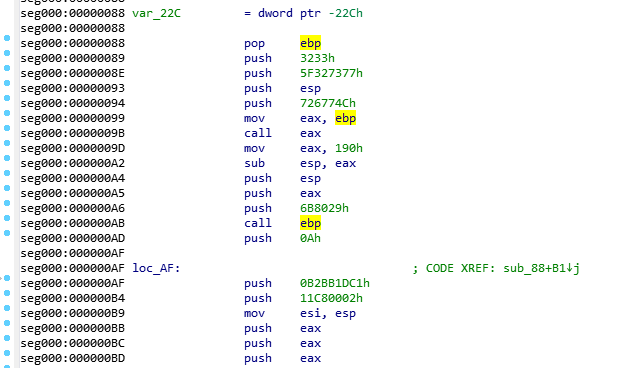 seg000:00000088 var_22C = dword ptr -22Ch
seg000:00000088
seg000:00000088 pop ebp
seg000:00000089 push 3233h
seg000:0000008E push 5F327377h
seg000:00000093 push esp
seg000:00000094 push 726774Ch
seg000:00000099 mov eax, ebp
seg000:0000009B call eax
seg000:0000009D mov eax, 190h
seg000:000000A2 sub esp, eax
seg000:000000A4 push esp
seg000:000000A5 push eax
seg000:000000A6 push 6B8029h
seg000:000000AB call ebp
seg000:000000AD push 0Ah
seg000:000000AF
seg000:000000AF loc_AF: ; CODE XREF: sub_88+B1↓j
seg000:000000AF push 0B2BB1DC1h
seg000:000000B4 push 11C80002h
seg000:000000B9 mov esi, esp
seg000:000000BB push eax
seg000:000000BC push eax
seg000:000000BD push eax